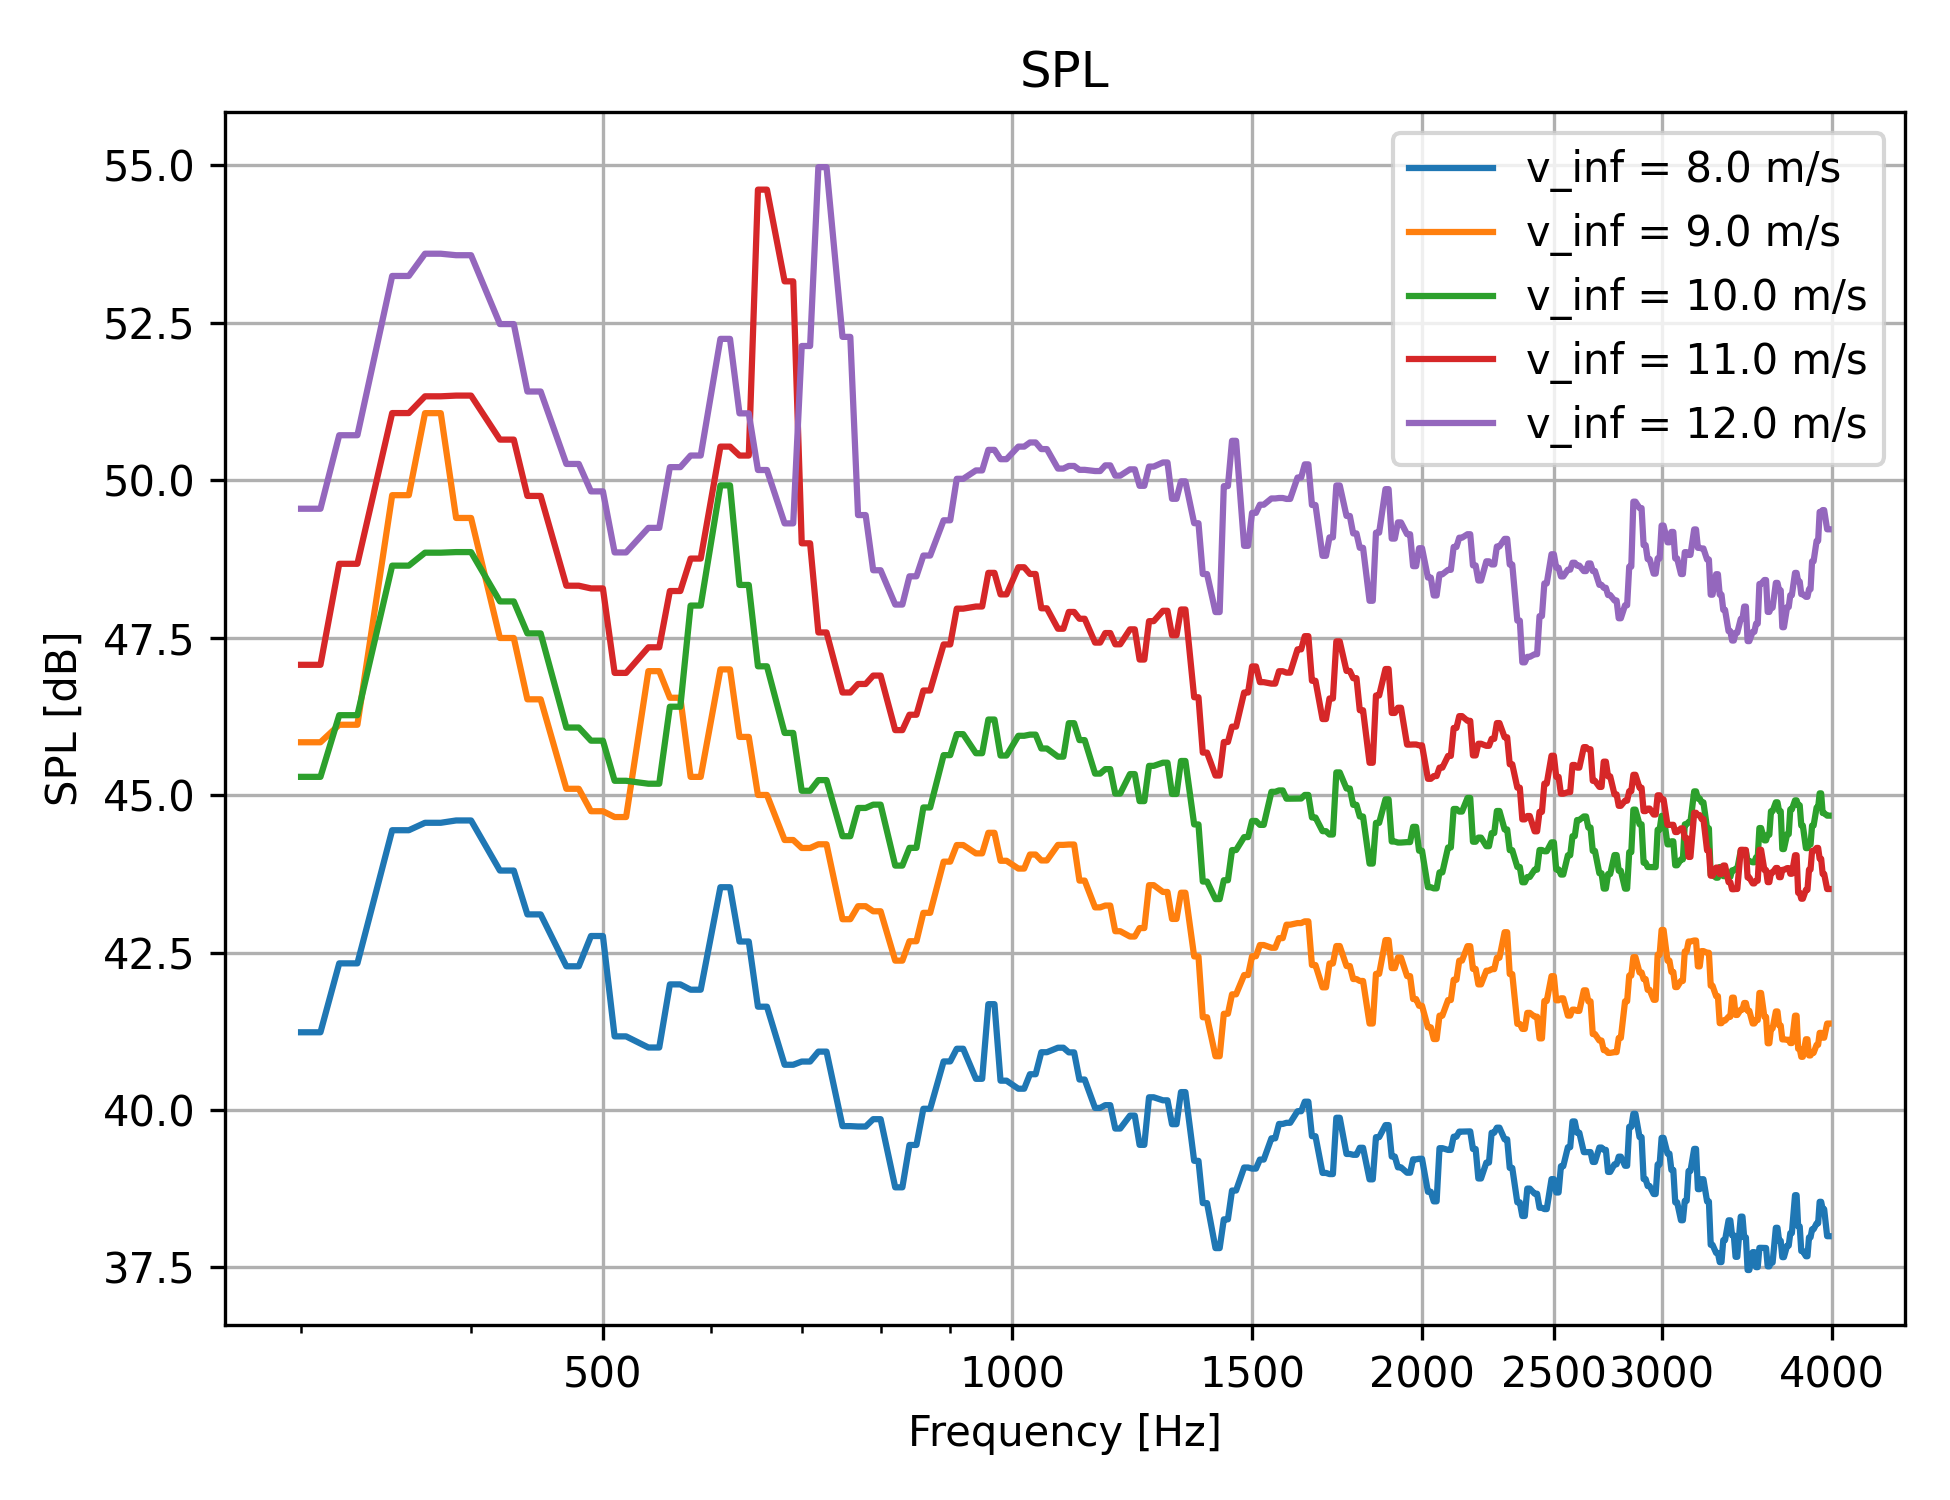 SPL
55.0
52.5
50.0
47.5
45.0
42.5
40.0
37.5
SPL [dB]
v_inf = 8.0 m/s
v_inf = 9.0 m/s
v_inf = 10.0 m/s
v_inf = 11.0 m/s
v_inf = 12.0 m/s
500 1000 1500 2000 2500 3000 4000
Frequency [Hz]